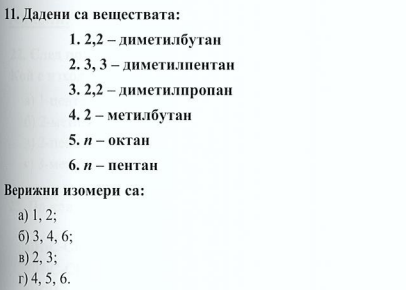 11. Дадени са веществата:
1. 2,2 – диметилбутан
2. 3, 3 – диметилпентан
3. 2,2 – диметилпропан
4. 2 – метилбутан
5. n – октан
6. n – пентан
Верижни изомери са:
а) 1, 2;
б) 3, 4, 6;
в) 2, 3;
г) 4, 5, 6.